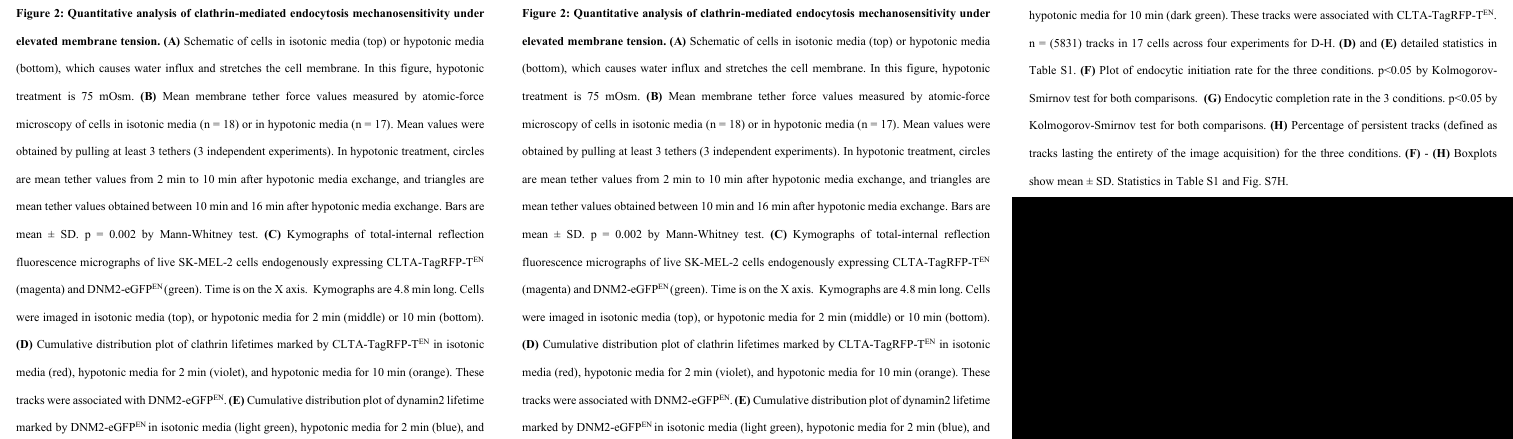 Figure 2: Quantitative analysis of clathrin-mediated endocytosis mechanosensitivity under
elevated membrane tension. (A) Schematic of cells in isotonic media (top) or hypotonic media
(bottom), which causes water influx and stretches the cell membrane. In this figure, hypotonic
treatment is 75 mOsm. (B) Mean membrane tether force values measured by atomic-force
microscopy of cells in isotonic media (n = 18) or in hypotonic media (n = 17). Mean values were
obtained by pulling at least 3 tethers (3 independent experiments). In hypotonic treatment, circles
are mean tether values from 2 min to 10 min after hypotonic media exchange, and triangles are
mean tether values obtained between 10 min and 16 min after hypotonic media exchange. Bars are
mean ± SD. p = 0.002 by Mann-Whitney test. (C) Kymographs of total-internal reflection
fluorescence micrographs of live SK-MEL-2 cells endogenously expressing CLTA-TagRFP-T^EN
(magenta) and DNM2-eGFP^EN (green). Time is on the X axis. Kymographs are 4.8 min long. Cells
were imaged in isotonic media (top), or hypotonic media for 2 min (middle) or 10 min (bottom).
(D) Cumulative distribution plot of clathrin lifetimes marked by CLTA-TagRFP-T^EN in isotonic
media (red), hypotonic media for 2 min (violet), and hypotonic media for 10 min (orange). These
tracks were associated with DNM2-eGFP^EN. (E) Cumulative distribution plot of dynamin2 lifetime
marked by DNM2-eGFP^EN in isotonic media (light green), hypotonic media for 2 min (blue), and
Figure 2: Quantitative analysis of clathrin-mediated endocytosis mechanosensitivity under
elevated membrane tension. (A) Schematic of cells in isotonic media (top) or hypotonic media
(bottom), which causes water influx and stretches the cell membrane. In this figure, hypotonic
treatment is 75 mOsm. (B) Mean membrane tether force values measured by atomic-force
microscopy of cells in isotonic media (n = 18) or in hypotonic media (n = 17). Mean values were
obtained by pulling at least 3 tethers (3 independent experiments). In hypotonic treatment, circles
are mean tether values from 2 min to 10 min after hypotonic media exchange, and triangles are
mean tether values obtained between 10 min and 16 min after hypotonic media exchange. Bars are
mean ± SD. p = 0.002 by Mann-Whitney test. (C) Kymographs of total-internal reflection
fluorescence micrographs of live SK-MEL-2 cells endogenously expressing CLTA-TagRFP-T^EN
(magenta) and DNM2-eGFP^EN (green). Time is on the X axis. Kymographs are 4.8 min long. Cells
were imaged in isotonic media (top), or hypotonic media for 2 min (middle) or 10 min (bottom).
(D) Cumulative distribution plot of clathrin lifetimes marked by CLTA-TagRFP-T^EN in isotonic
media (red), hypotonic media for 2 min (violet), and hypotonic media for 10 min (orange). These
tracks were associated with DNM2-eGFP^EN. (E) Cumulative distribution plot of dynamin2 lifetime
marked by DNM2-eGFP^EN in isotonic media (light green), hypotonic media for 2 min (blue), and
hypotonic media for 10 min (dark green). These tracks were associated with CLTA-TagRFP-T^EN.
n = (5831) tracks in 17 cells across four experiments for D-H. (D) and (E) detailed statistics in
Table S1. (F) Plot of endocytic initiation rate for the three conditions. p<0.05 by Kolmogorov-
Smirnov test for both comparisons. (G) Endocytic completion rate in the 3 conditions. p<0.05 by
Kolmogorov-Smirnov test for both comparisons. (H) Percentage of persistent tracks (defined as
tracks lasting the entirety of the image acquisition) for the three conditions. (F) - (H) Boxplots
show mean ± SD. Statistics in Table S1 and Fig. S7H.